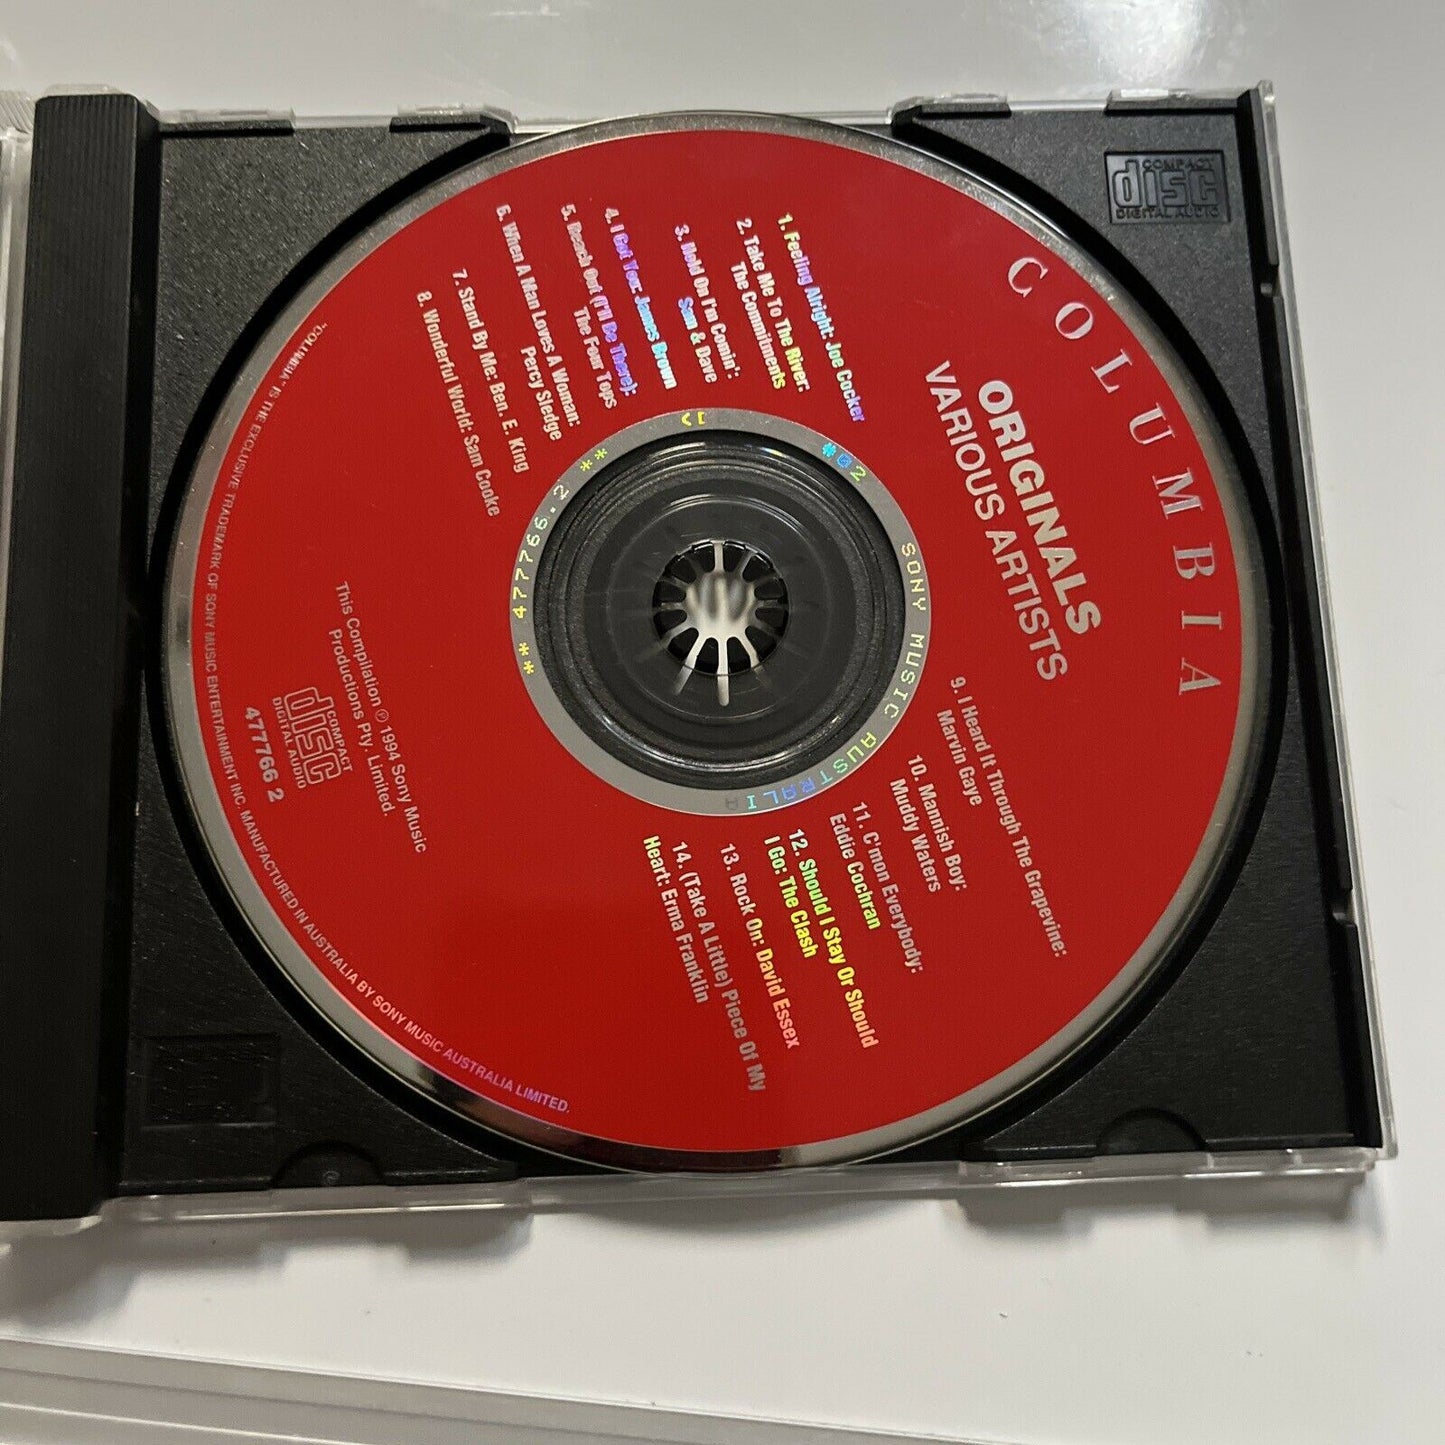 COLUMBIA
ORIGINALS
VARIOUS ARTISTS
1. Feeling Alright: Joe Cocker
2. Take Me To The River:
The Commitments
3. Hold On I'm Comin':
Sam & Dave
4. I Got You: James Brown
5. Reach Out (I'll Be There):
The Four Tops
6. When A Man Loves A Woman:
Percy Sledge
7. Stand By Me: Ben. E. King
8. Wonderful World: Sam Cooke
9. I Heard It Through The Grapevine:
Marvin Gaye
10. Mannish Boy:
Muddy Waters
11. C'mon Everybody:
Eddie Cochran
12. Should I Stay Or Should
I Go: The Clash
13. Rock On: David Essex
14. (Take A Little) Piece Of My
Heart: Erma Franklin
This Compilation ℗ 1994 Sony Music
Productions Pty. Limited.
COMPACT
disc
DIGITAL AUDIO
477766 2
"COLUMBIA" IS THE EXCLUSIVE TRADEMARK OF SONY MUSIC ENTERTAINMENT INC. MANUFACTURED IN AUSTRALIA BY SONY MUSIC AUSTRALIA LIMITED.
** 477766.2 **
#02
SONY MUSIC AUSTRALIA
COMPACT
disc
DIGITAL AUDIO